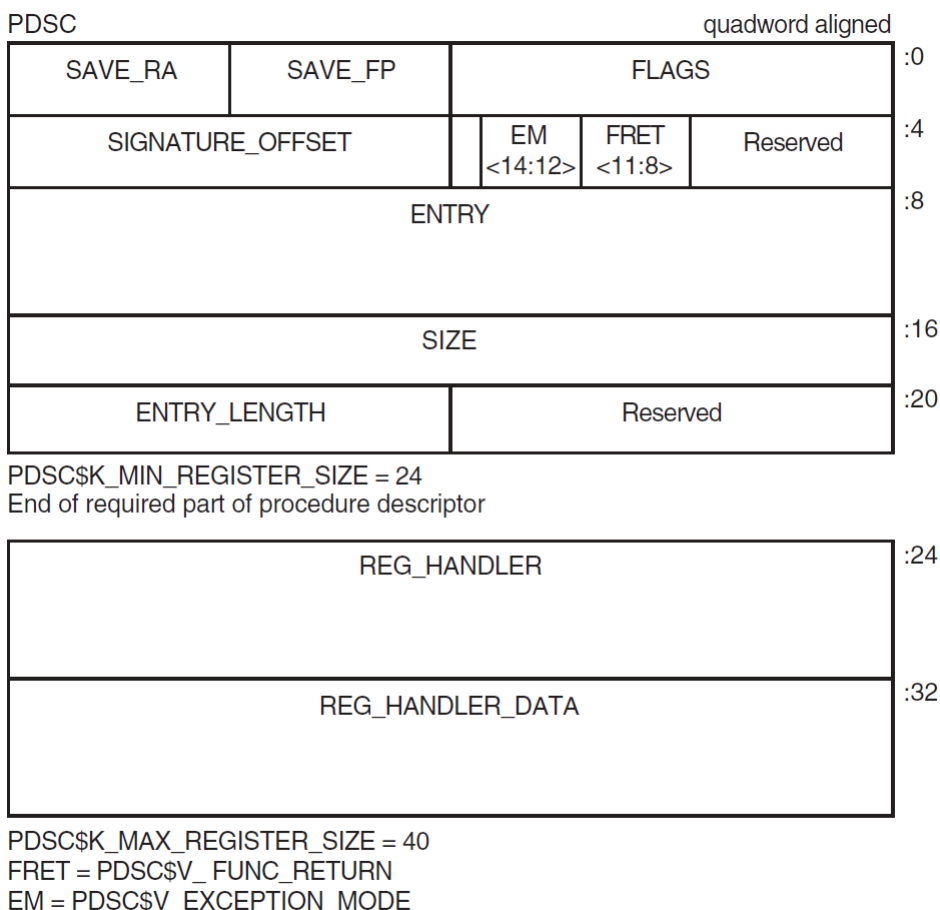 PDSC quadword aligned
SAVE_RA SAVE_FP FLAGS :0
SIGNATURE_OFFSET EM <14:12> FRET <11:8> Reserved :4
ENTRY :8
SIZE :16
ENTRY_LENGTH Reserved :20
PDSC$K_MIN_REGISTER_SIZE = 24
End of required part of procedure descriptor
REG_HANDLER :24
REG_HANDLER_DATA :32
PDSC$K_MAX_REGISTER_SIZE = 40
FRET = PDSC$V_ FUNC_RETURN
EM = PDSC$V_EXCEPTION_MODE